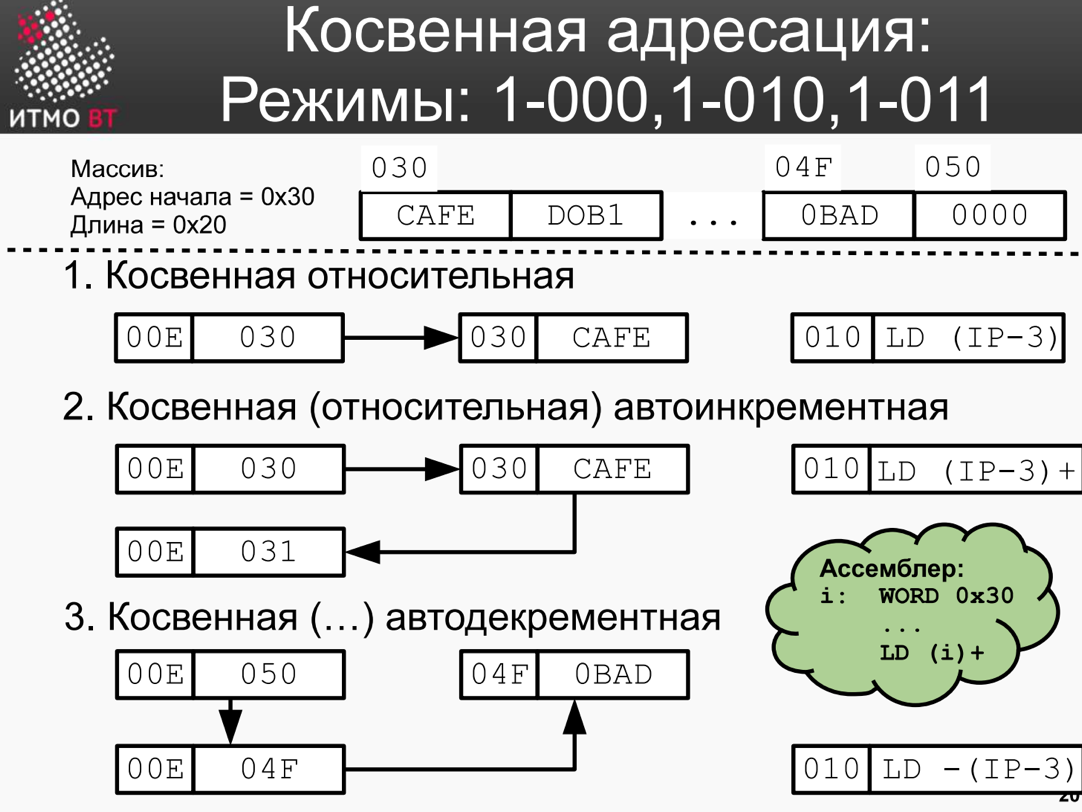 Косвенная адресация:
Режимы: 1-000,1-010,1-011
ИТМО ВТ
Массив:
Адрес начала = 0x30
Длина = 0x20
030 04F 050
CAFE DOB1 ... 0BAD 0000
1. Косвенная относительная
00E 030 030 CAFE 010 LD (IP-3)
2. Косвенная (относительная) автоинкрементная
00E 030 030 CAFE 010 LD (IP-3)+
00E 031
Ассемблер:
i: WORD 0x30
...
LD (i)+
3. Косвенная (…) автодекрементная
00E 050 04F 0BAD
00E 04F 010 LD -(IP-3)
20